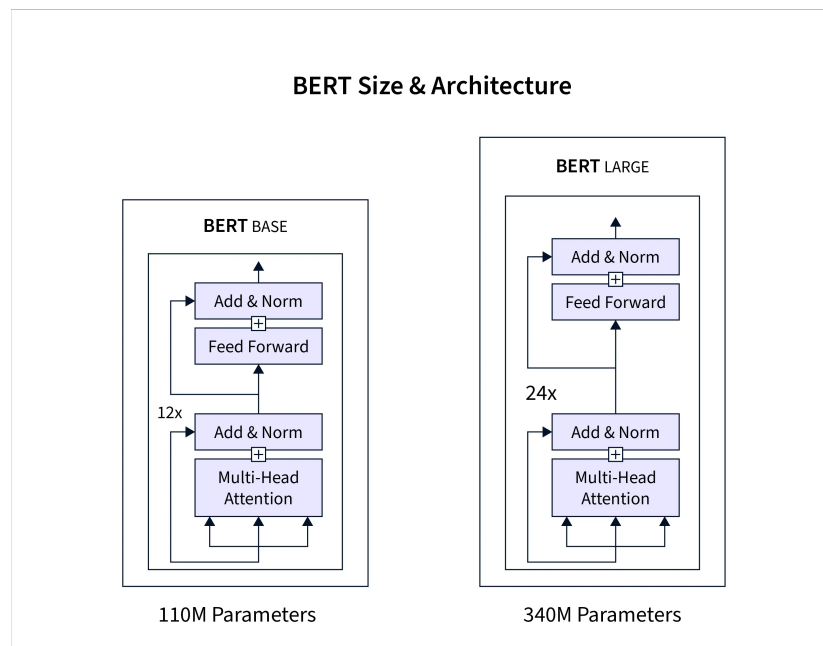 BERT Size & Architecture
BERT BASE
Add & Norm
+
Feed Forward
12x
Add & Norm
+
Multi-Head
Attention
110M Parameters
BERT LARGE
Add & Norm
+
Feed Forward
24x
Add & Norm
+
Multi-Head
Attention
340M Parameters